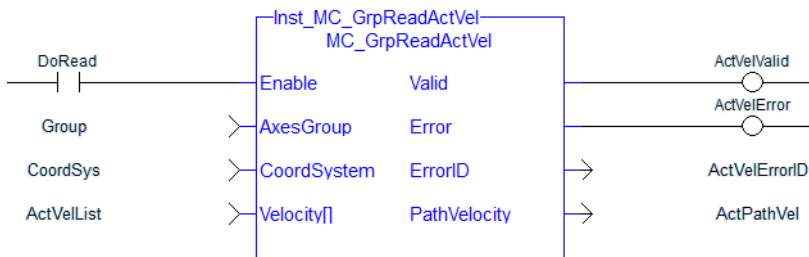 Inst_MC_GrpReadActVel
MC_GrpReadActVel
DoRead
Enable
Valid
ActVelValid
Group
AxesGroup
Error
ActVelError
CoordSys
CoordSystem
ErrorID
ActVelErrorID
ActVelList
Velocity[]
PathVelocity
ActPathVel